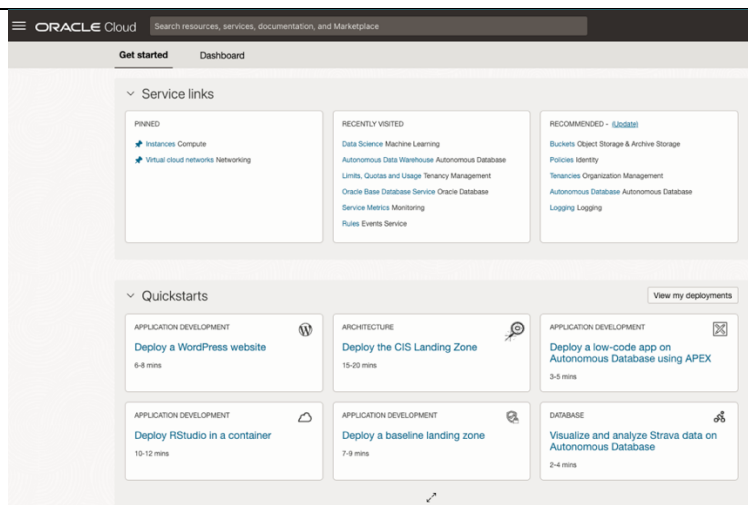 ORACLE Cloud
Search resources, services, documentation, and Marketplace
Get started
Dashboard
Service links
PINNED
Instances Compute
Virtual cloud networks Networking
RECENTLY VISITED
Data Science Machine Learning
Autonomous Data Warehouse Autonomous Database
Limits, Quotas and Usage Tenancy Management
Oracle Base Database Service Oracle Database
Service Metrics Monitoring
Rules Events Service
RECOMMENDED - (Update)
Buckets Object Storage & Archive Storage
Policies Identity
Tenancies Organization Management
Autonomous Database Autonomous Database
Logging Logging
Quickstarts
View my deployments
APPLICATION DEVELOPMENT
Deploy a WordPress website
6-8 mins
ARCHITECTURE
Deploy the CIS Landing Zone
15-20 mins
APPLICATION DEVELOPMENT
Deploy a low-code app on
Autonomous Database using APEX
3-5 mins
APPLICATION DEVELOPMENT
Deploy RStudio in a container
10-12 mins
APPLICATION DEVELOPMENT
Deploy a baseline landing zone
7-9 mins
DATABASE
Visualize and analyze Strava data on
Autonomous Database
2-4 mins